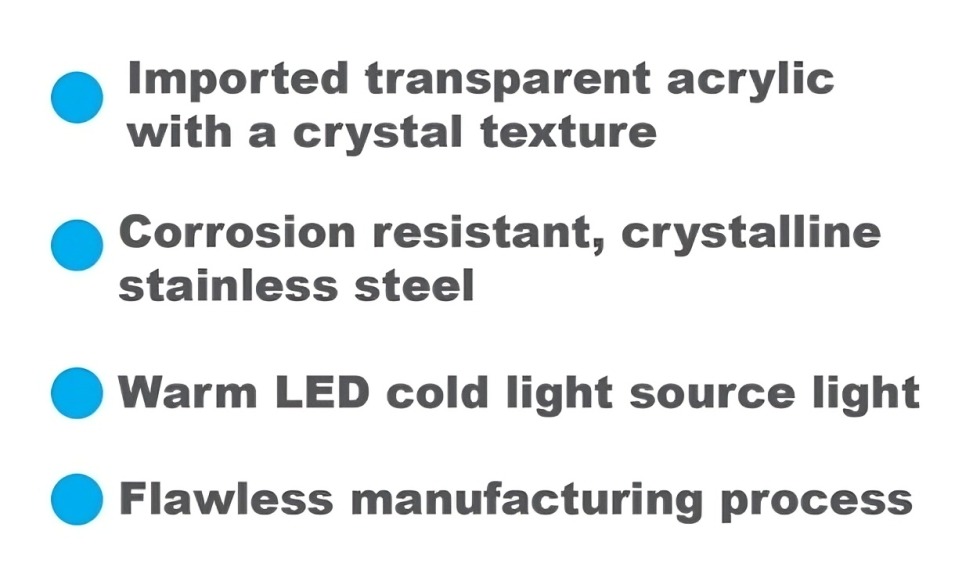 Imported transparent acrylic
with a crystal texture
Corrosion resistant, crystalline
stainless steel
Warm LED cold light source light
Flawless manufacturing process